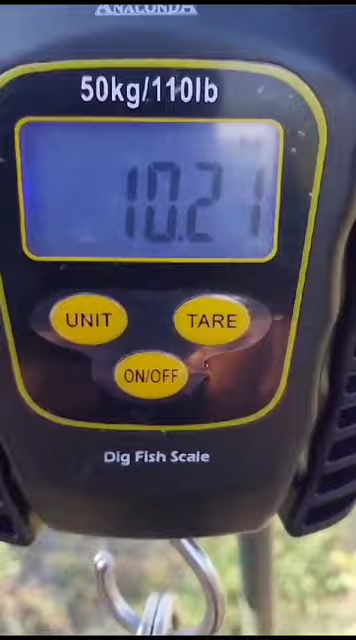 ANACONDA
50kg/110lb
10.21
UNIT
TARE
ON/OFF
Dig Fish Scale